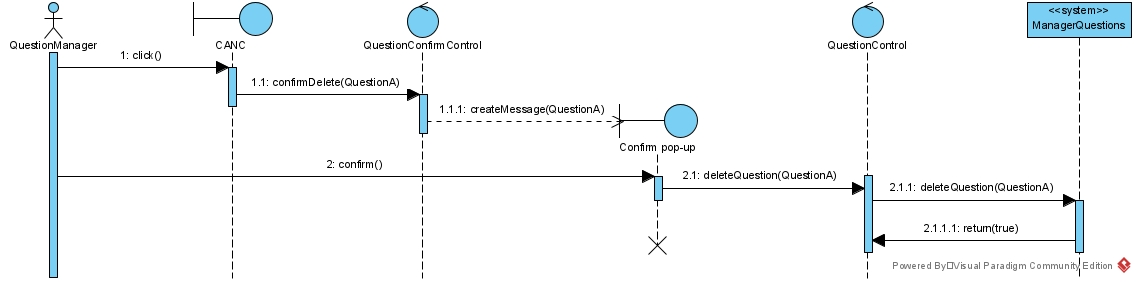 <<system>>
ManagerQuestions
QuestionManager
CANC
QuestionConfirmControl
QuestionControl
1: click()
1.1: confirmDelete(QuestionA)
1.1.1: createMessage(QuestionA)
Confirm pop-up
2: confirm()
2.1: deleteQuestion(QuestionA)
2.1.1: deleteQuestion(QuestionA)
2.1.1.1: return(true)
Powered By□Visual Paradigm Community Edition